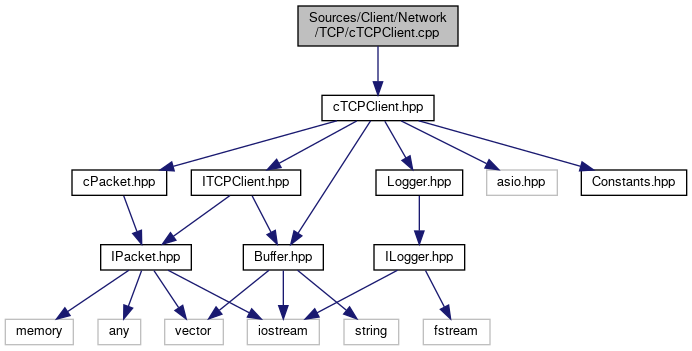 Sources/Client/Network
/TCP/cTCPClient.cpp
cTCPClient.hpp
cPacket.hpp
ITCPClient.hpp
Logger.hpp
asio.hpp
Constants.hpp
IPacket.hpp
Buffer.hpp
ILogger.hpp
memory
any
vector
iostream
string
fstream